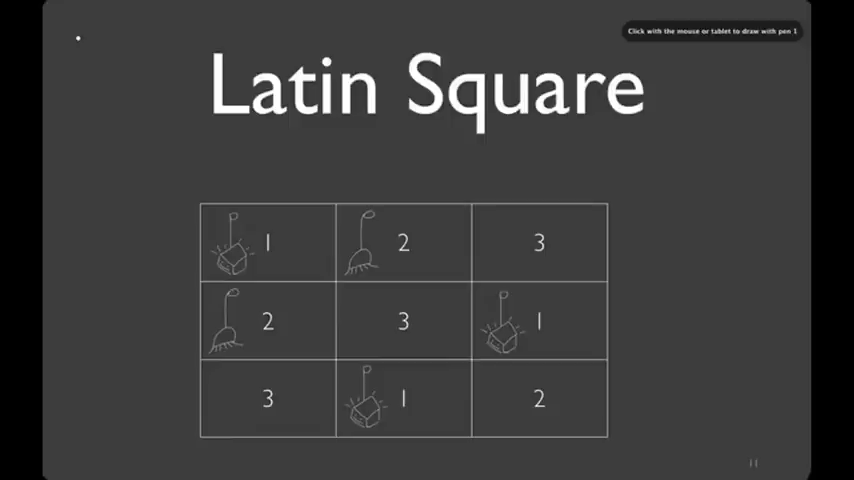 Click with the mouse or tablet to draw with pen 1
Latin Square
1 2 3
2 3 1
3 1 2
11